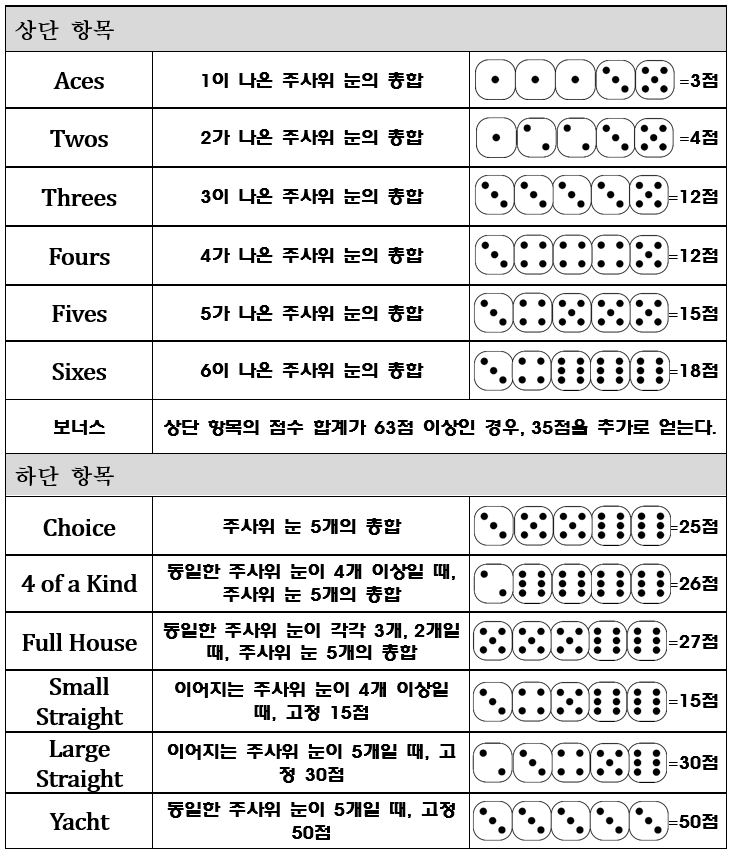 상단 항목
Aces
1이 나온 주사위 눈의 총합
=3점
Twos
2가 나온 주사위 눈의 총합
=4점
Threes
3이 나온 주사위 눈의 총합
=12점
Fours
4가 나온 주사위 눈의 총합
=12점
Fives
5가 나온 주사위 눈의 총합
=15점
Sixes
6이 나온 주사위 눈의 총합
=18점
보너스
상단 항목의 점수 합계가 63점 이상인 경우, 35점을 추가로 얻는다.
하단 항목
Choice
주사위 눈 5개의 총합
=25점
4 of a Kind
동일한 주사위 눈이 4개 이상일 때,
주사위 눈 5개의 총합
=26점
Full House
동일한 주사위 눈이 각각 3개, 2개일
때, 주사위 눈 5개의 총합
=27점
Small
Straight
이어지는 주사위 눈이 4개 이상일
때, 고정 15점
=15점
Large
Straight
이어지는 주사위 눈이 5개일 때, 고
정 30점
=30점
Yacht
동일한 주사위 눈이 5개일 때, 고정
50점
=50점